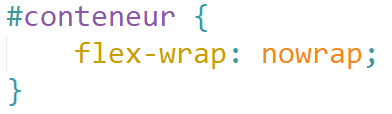 #conteneur {
    flex-wrap: nowrap;
}